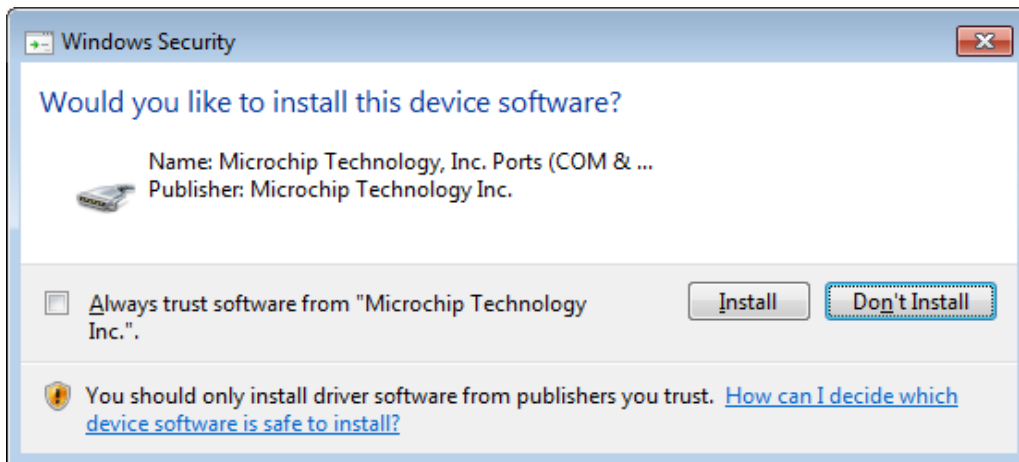 Windows Security
Would you like to install this device software?
Name: Microchip Technology, Inc. Ports (COM & ...
Publisher: Microchip Technology Inc.
Always trust software from "Microchip Technology
Inc.".
Install
Don't Install
You should only install driver software from publishers you trust. How can I decide which
device software is safe to install?